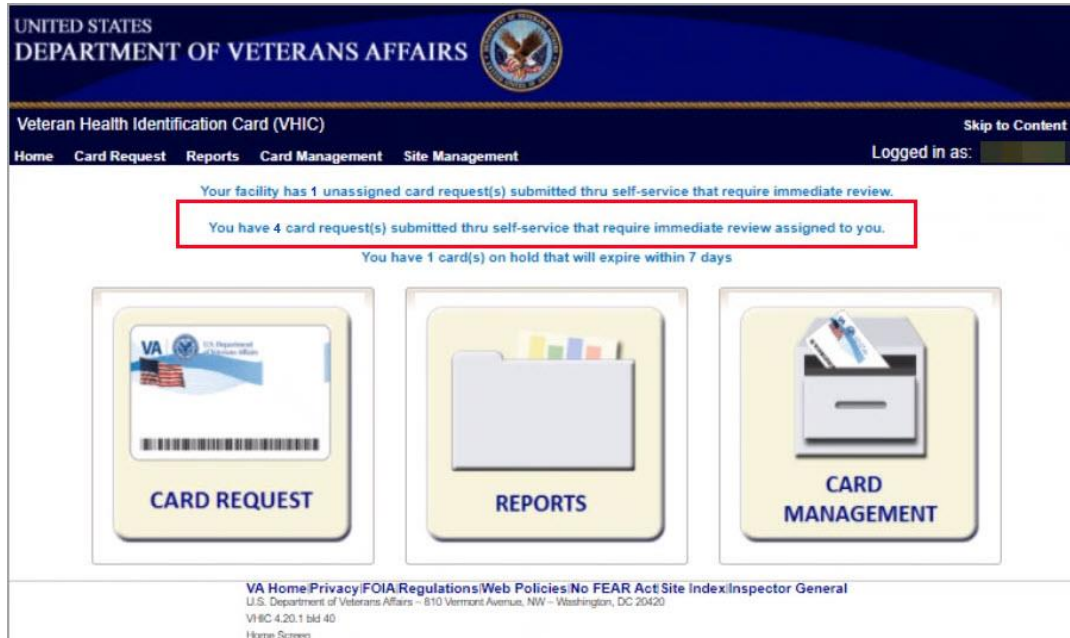 UNITED STATES
DEPARTMENT OF VETERANS AFFAIRS
Veteran Health Identification Card (VHIC)
Skip to Content
Home Card Request Reports Card Management Site Management
Logged in as:
Your facility has 1 unassigned card request(s) submitted thru self-service that require immediate review.
You have 4 card request(s) submitted thru self-service that require immediate review assigned to you.
You have 1 card(s) on hold that will expire within 7 days
VA
U.S. Department
of Veterans Affairs
CARD REQUEST
REPORTS
CARD
MANAGEMENT
VA Home|Privacy|FOIA|Regulations|Web Policies|No FEAR Act|Site Index|Inspector General
U.S. Department of Veterans Affairs – 810 Vermont Avenue, NW – Washington, DC 20420
VHIC 4.20.1 bld 40
Home Screen